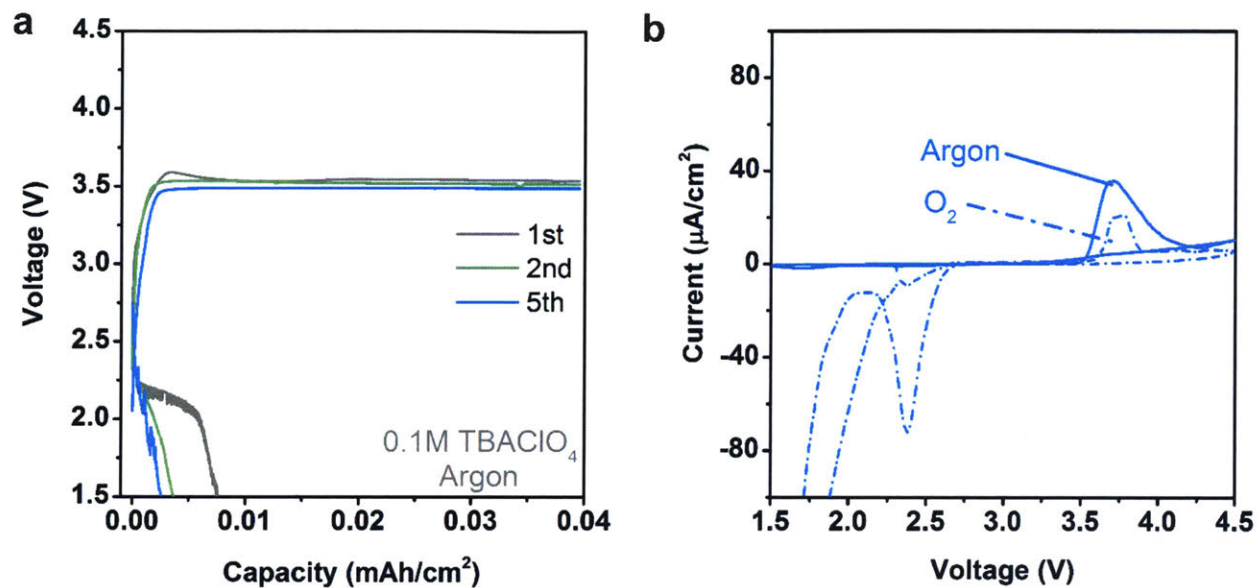 a
4.5
4.0
3.5
3.0
2.5
2.0
1.5
Voltage (V)
1st
2nd
5th
0.1M TBAClO₄
Argon
0.00 0.01 0.02 0.03 0.04
Capacity (mAh/cm²)
b
80
40
0
-40
-80
Current (µA/cm²)
Argon
O₂
1.5 2.0 2.5 3.0 3.5 4.0 4.5
Voltage (V)